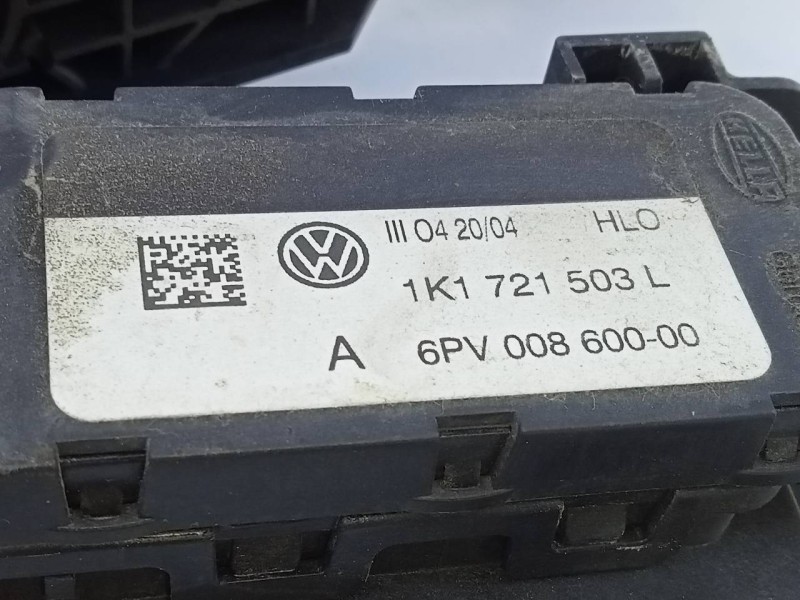 HELLA
III 04 20/04 HLO
1K1 721 503 L
A 6PV 008 600-00